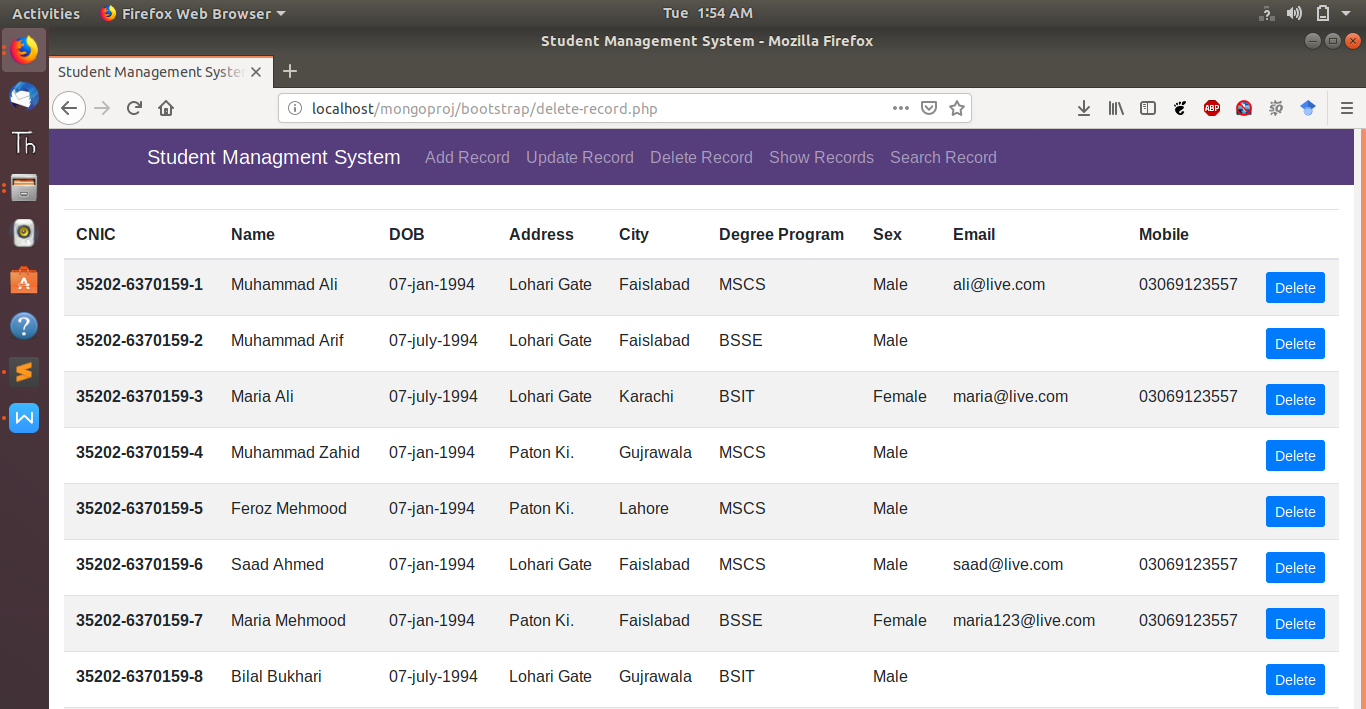 Activities Firefox Web Browser Tue 1:54 AM
Student Management System - Mozilla Firefox
Student Management Syster
localhost/mongoproj/bootstrap/delete-record.php ABP
Th
Student Managment System Add Record Update Record Delete Record Show Records Search Record
CNIC Name DOB Address City Degree Program Sex Email Mobile
35202-6370159-1 Muhammad Ali 07-jan-1994 Lohari Gate Faislabad MSCS Male ali@live.com 03069123557 Delete
35202-6370159-2 Muhammad Arif 07-july-1994 Lohari Gate Faislabad BSSE Male Delete
35202-6370159-3 Maria Ali 07-july-1994 Lohari Gate Karachi BSIT Female maria@live.com 03069123557 Delete
35202-6370159-4 Muhammad Zahid 07-jan-1994 Paton Ki. Gujrawala MSCS Male Delete
35202-6370159-5 Feroz Mehmood 07-jan-1994 Paton Ki. Lahore MSCS Male Delete
35202-6370159-6 Saad Ahmed 07-jan-1994 Lohari Gate Faislabad MSCS Male saad@live.com 03069123557 Delete
35202-6370159-7 Maria Mehmood 07-jan-1994 Paton Ki. Faislabad BSSE Female maria123@live.com 03069123557 Delete
35202-6370159-8 Bilal Bukhari 07-july-1994 Lohari Gate Gujrawala BSIT Male Delete